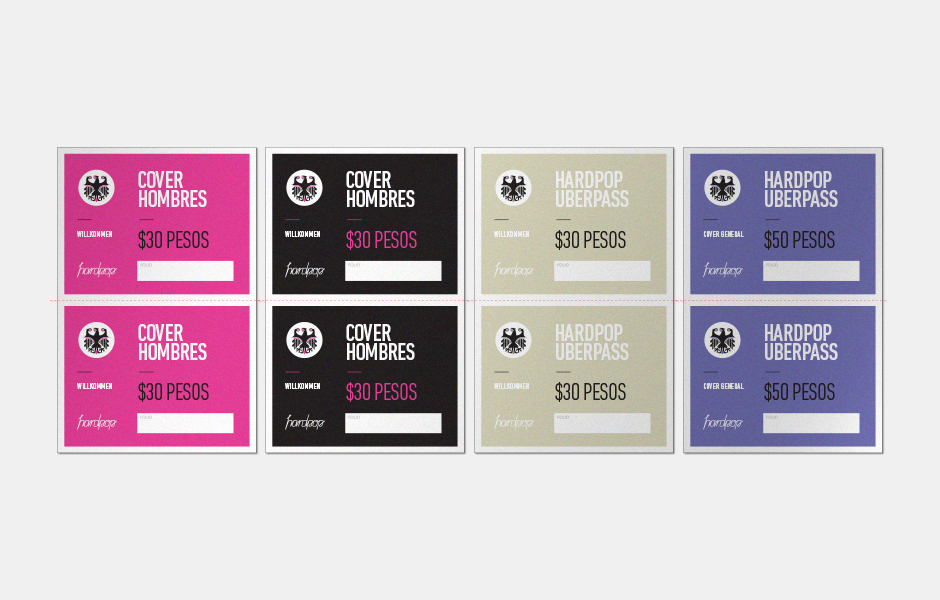 COVER
HOMBRES
WILLKOMMEN
$30 PESOS
hardpop
FOLIO
COVER
HOMBRES
WILLKOMMEN
$30 PESOS
hardpop
FOLIO
HARDPOP
UBERPASS
WILLKOMMEN
$30 PESOS
hardpop
FOLIO
HARDPOP
UBERPASS
COVER GENERAL
$50 PESOS
hardpop
FOLIO
COVER
HOMBRES
WILLKOMMEN
$30 PESOS
hardpop
FOLIO
COVER
HOMBRES
WILLKOMMEN
$30 PESOS
hardpop
FOLIO
HARDPOP
UBERPASS
WILLKOMMEN
$30 PESOS
hardpop
FOLIO
HARDPOP
UBERPASS
COVER GENERAL
$50 PESOS
hardpop
FOLIO